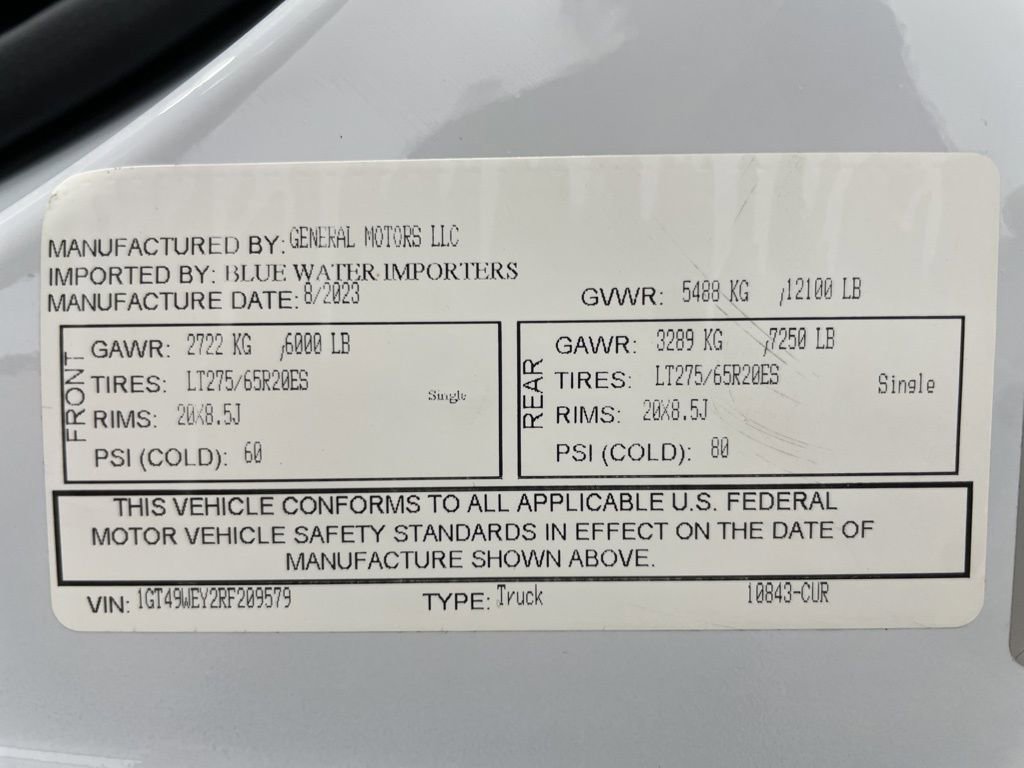 MANUFACTURED BY: GENERAL MOTORS LLC
IMPORTED BY: BLUE WATER IMPORTERS
MANUFACTURE DATE: 8/2023 GVWR: 5488 KG /12100 LB
FRONT
GAWR: 2722 KG /6000 LB
TIRES: LT275/65R20ES
RIMS: 20X8.5J
PSI (COLD): 60
Single
REAR
GAWR: 3289 KG /7250 LB
TIRES: LT275/65R20ES
RIMS: 20X8.5J
PSI (COLD): 80
Single
THIS VEHICLE CONFORMS TO ALL APPLICABLE U.S. FEDERAL
MOTOR VEHICLE SAFETY STANDARDS IN EFFECT ON THE DATE OF
MANUFACTURE SHOWN ABOVE.
VIN: 1GT49WEY2RF209579 TYPE: Truck 10843-CUR